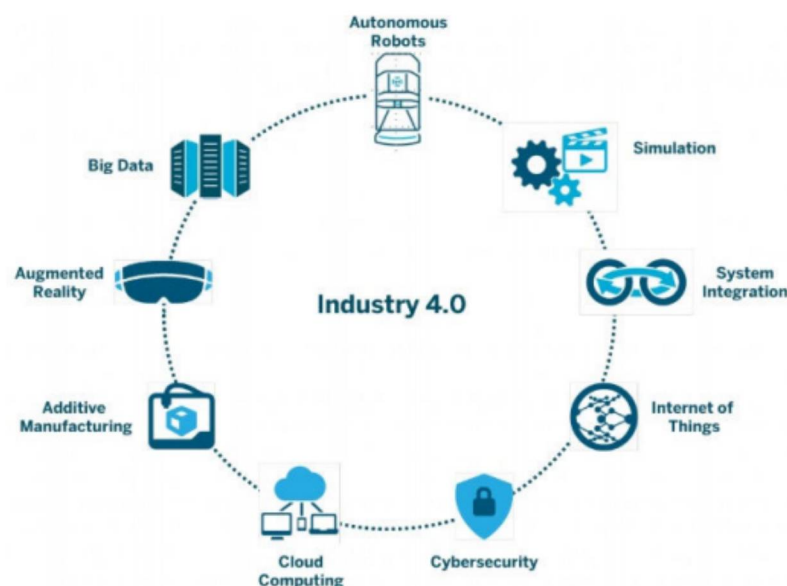 Autonomous
Robots
Simulation
Big Data
System
Integration
Augmented
Reality
Industry 4.0
Internet of
Things
Additive
Manufacturing
Cybersecurity
Cloud
Computing